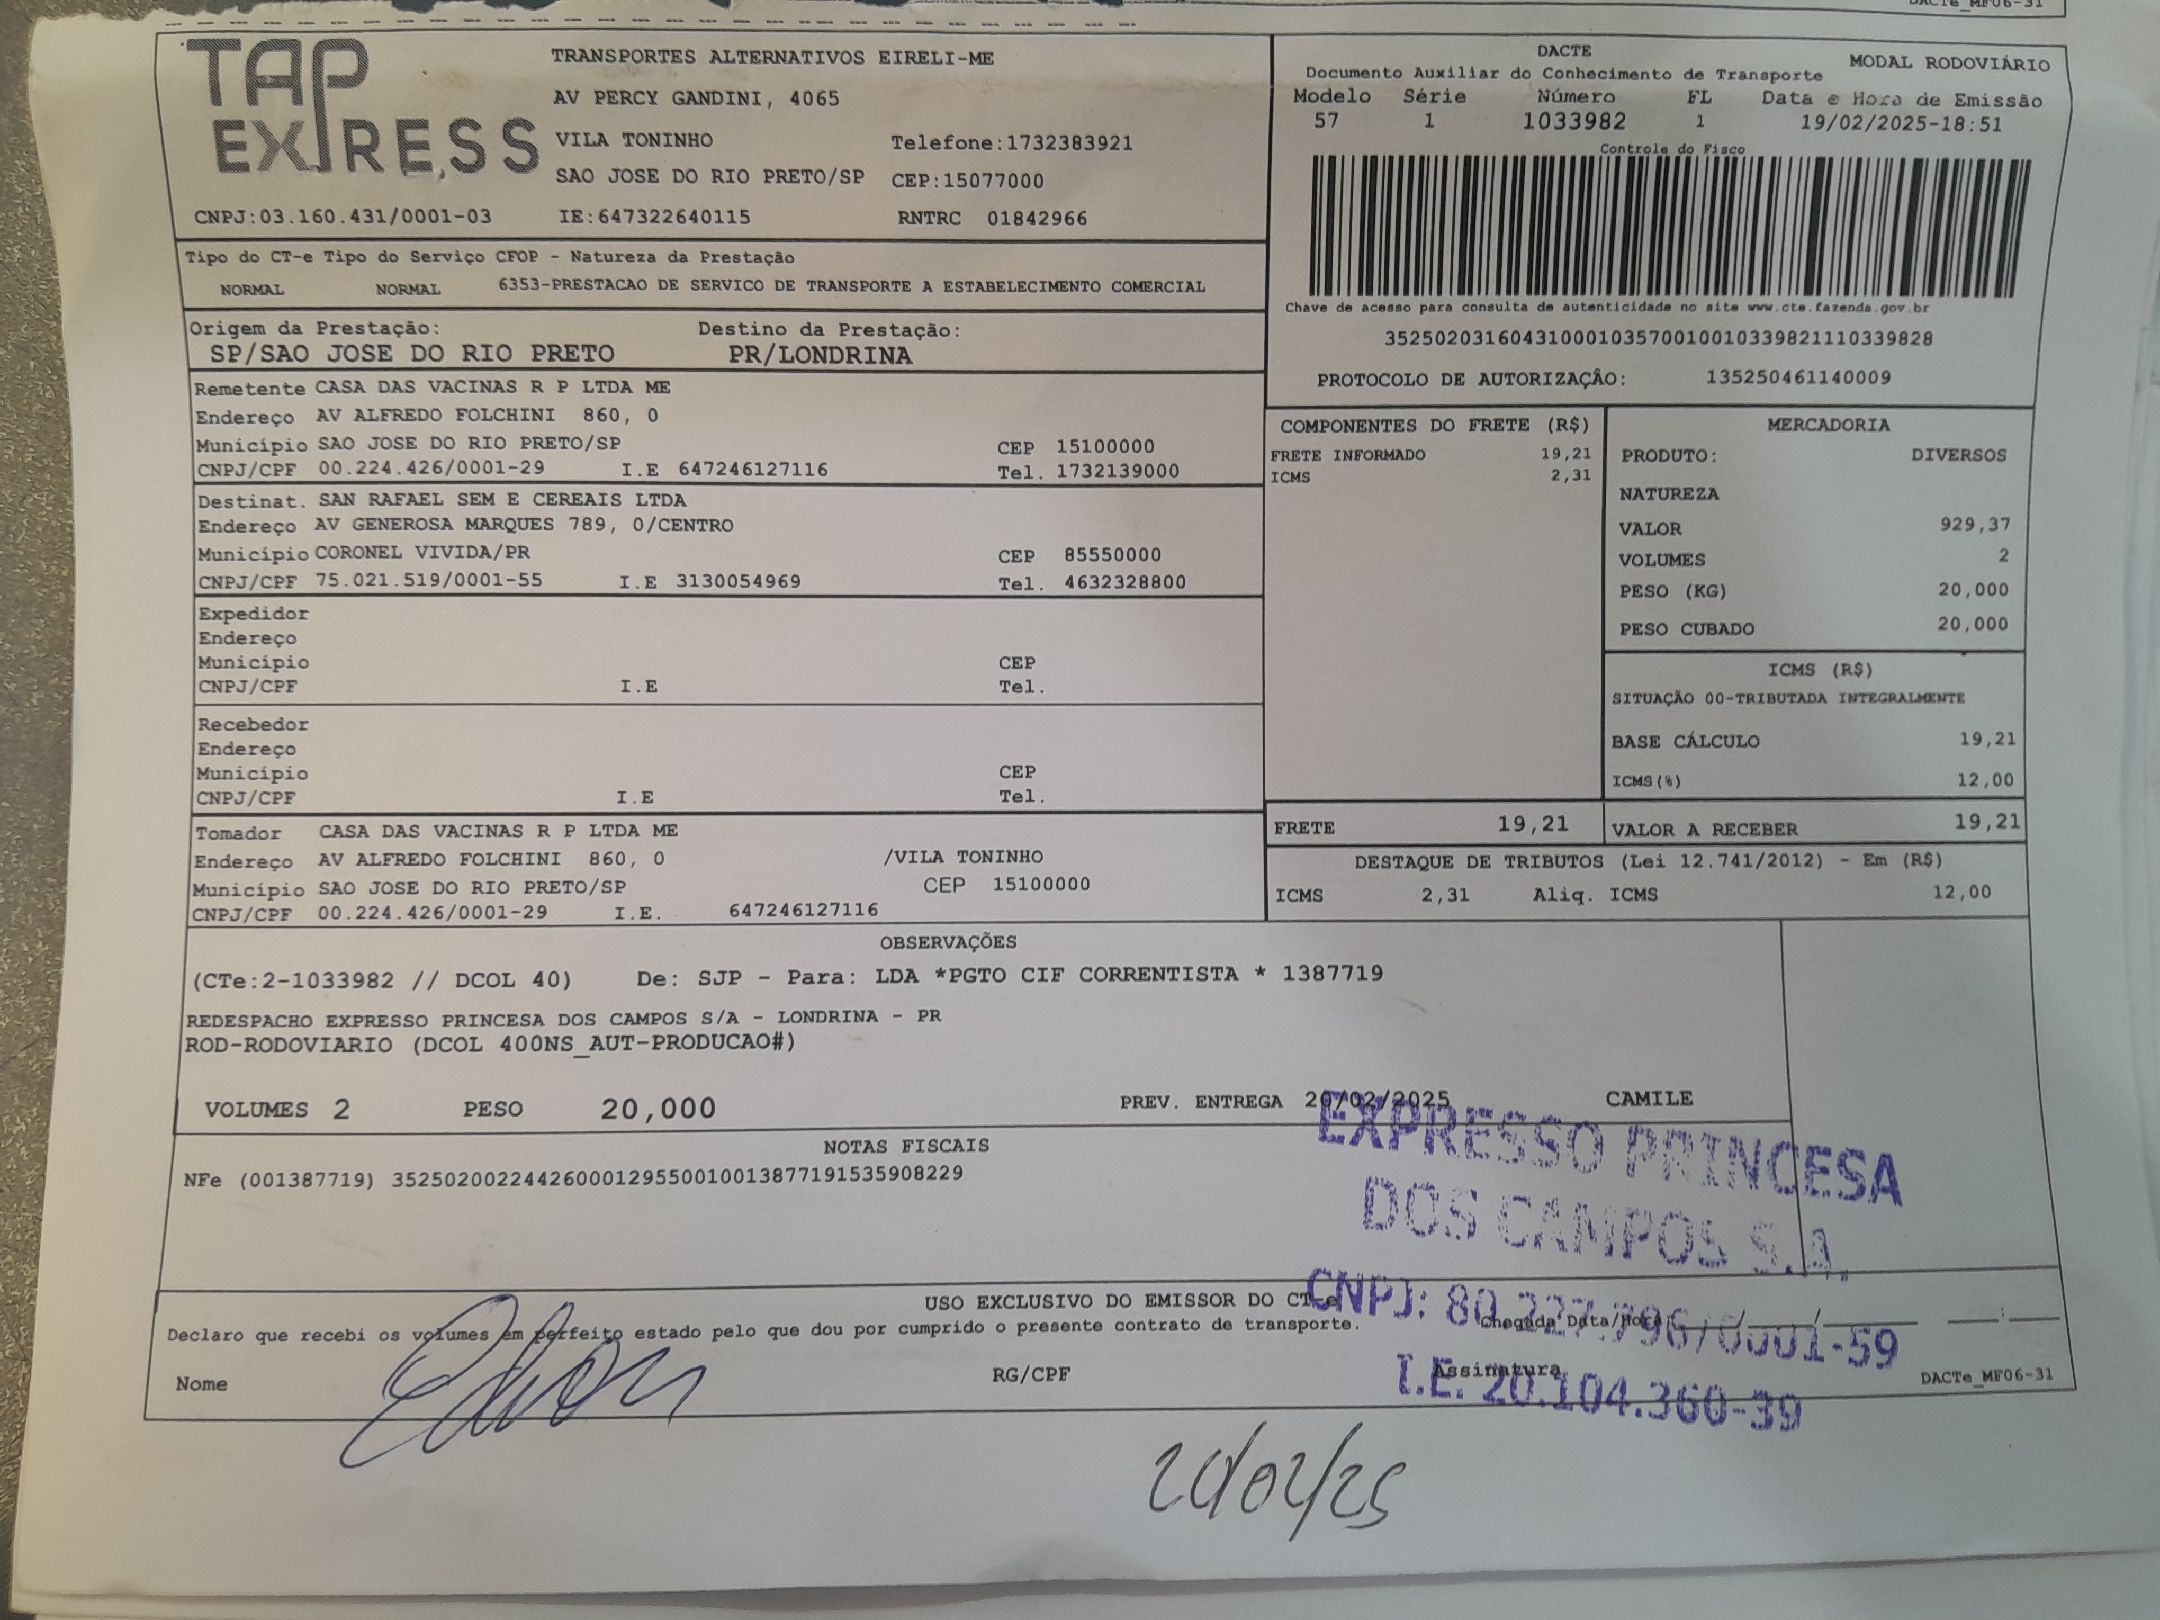 DACTe_MF06-31
TAP EXPRESS
TRANSPORTES ALTERNATIVOS EIRELI-ME
AV PERCY GANDINI, 4065
VILA TONINHO Telefone:1732383921
SAO JOSE DO RIO PRETO/SP CEP:15077000
CNPJ:03.160.431/0001-03 IE:647322640115 RNTRC 01842966
DACTE MODAL RODOVIÁRIO
Documento Auxiliar do Conhecimento de Transporte
Modelo Série Número FL Data e Hora de Emissão
57 1 1033982 1 19/02/2025-18:51
Controle do Fisco
Chave de acesso para consulta de autenticidade no site www.cte.fazenda.gov.br
35250203160431000103570010010339821110339828
PROTOCOLO DE AUTORIZAÇÂO: 135250461140009
Tipo do CT-e Tipo do Serviço CFOP - Natureza da Prestação
NORMAL NORMAL 6353-PRESTACAO DE SERVICO DE TRANSPORTE A ESTABELECIMENTO COMERCIAL
Origem da Prestação: Destino da Prestação:
SP/SAO JOSE DO RIO PRETO PR/LONDRINA
Remetente CASA DAS VACINAS R P LTDA ME
Endereço AV ALFREDO FOLCHINI 860, 0
Município SAO JOSE DO RIO PRETO/SP CEP 15100000
CNPJ/CPF 00.224.426/0001-29 I.E 647246127116 Tel. 1732139000
Destinat. SAN RAFAEL SEM E CEREAIS LTDA
Endereço AV GENEROSA MARQUES 789, 0/CENTRO
Município CORONEL VIVIDA/PR CEP 85550000
CNPJ/CPF 75.021.519/0001-55 I.E 3130054969 Tel. 4632328800
Expedidor
Endereço
Município CEP
CNPJ/CPF I.E Tel.
Recebedor
Endereço
Município CEP
CNPJ/CPF I.E Tel.
Tomador CASA DAS VACINAS R P LTDA ME
Endereço AV ALFREDO FOLCHINI 860, 0 /VILA TONINHO
Município SAO JOSE DO RIO PRETO/SP CEP 15100000
CNPJ/CPF 00.224.426/0001-29 I.E. 647246127116
COMPONENTES DO FRETE (R$)
FRETE INFORMADO 19,21
ICMS 2,31
MERCADORIA
PRODUTO: DIVERSOS
NATUREZA
VALOR 929,37
VOLUMES 2
PESO (KG) 20,000
PESO CUBADO 20,000
ICMS (R$)
SITUAÇÃO 00-TRIBUTADA INTEGRALMENTE
BASE CÁLCULO 19,21
ICMS(%) 12,00
FRETE 19,21 VALOR A RECEBER 19,21
DESTAQUE DE TRIBUTOS (Lei 12.741/2012) - Em (R$)
ICMS 2,31 Aliq. ICMS 12,00
OBSERVAÇÕES
(CTe:2-1033982 // DCOL 40) De: SJP - Para: LDA *PGTO CIF CORRENTISTA * 1387719
REDESPACHO EXPRESSO PRINCESA DOS CAMPOS S/A - LONDRINA - PR
ROD-RODOVIARIO (DCOL 400NS_AUT-PRODUCAO#)
VOLUMES 2 PESO 20,000 PREV. ENTREGA 20/02/2025 CAMILE
NOTAS FISCAIS
NFe (001387719) 35250200224426000129550010013877191535908229
EXPRESSO PRINCESA
DOS CAMPOS S.A.
CNPJ: 80.227.796/0001-59
I.E. 20.104.360-39
USO EXCLUSIVO DO EMISSOR DO CT-e
Declaro que recebi os volumes em perfeito estado pelo que dou por cumprido o presente contrato de transporte. Chegada Data/Hora
Nome RG/CPF Assinatura DACTe_MF06-31